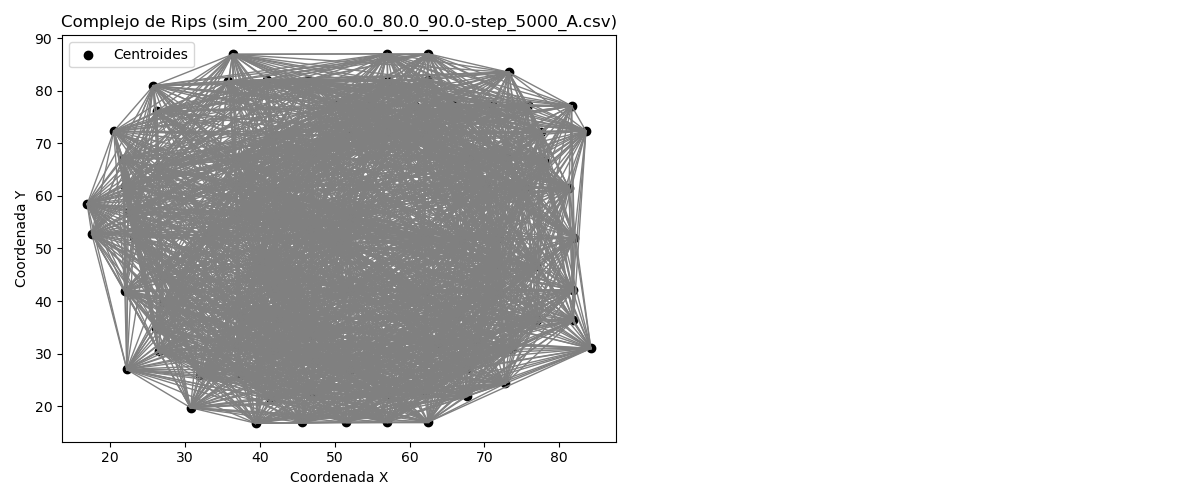 Complejo de Rips (sim_200_200_60.0_80.0_90.0-step_5000_A.csv)
Centroides
90
80
70
60
50
40
30
20
Coordenada Y
20 30 40 50 60 70 80
Coordenada X